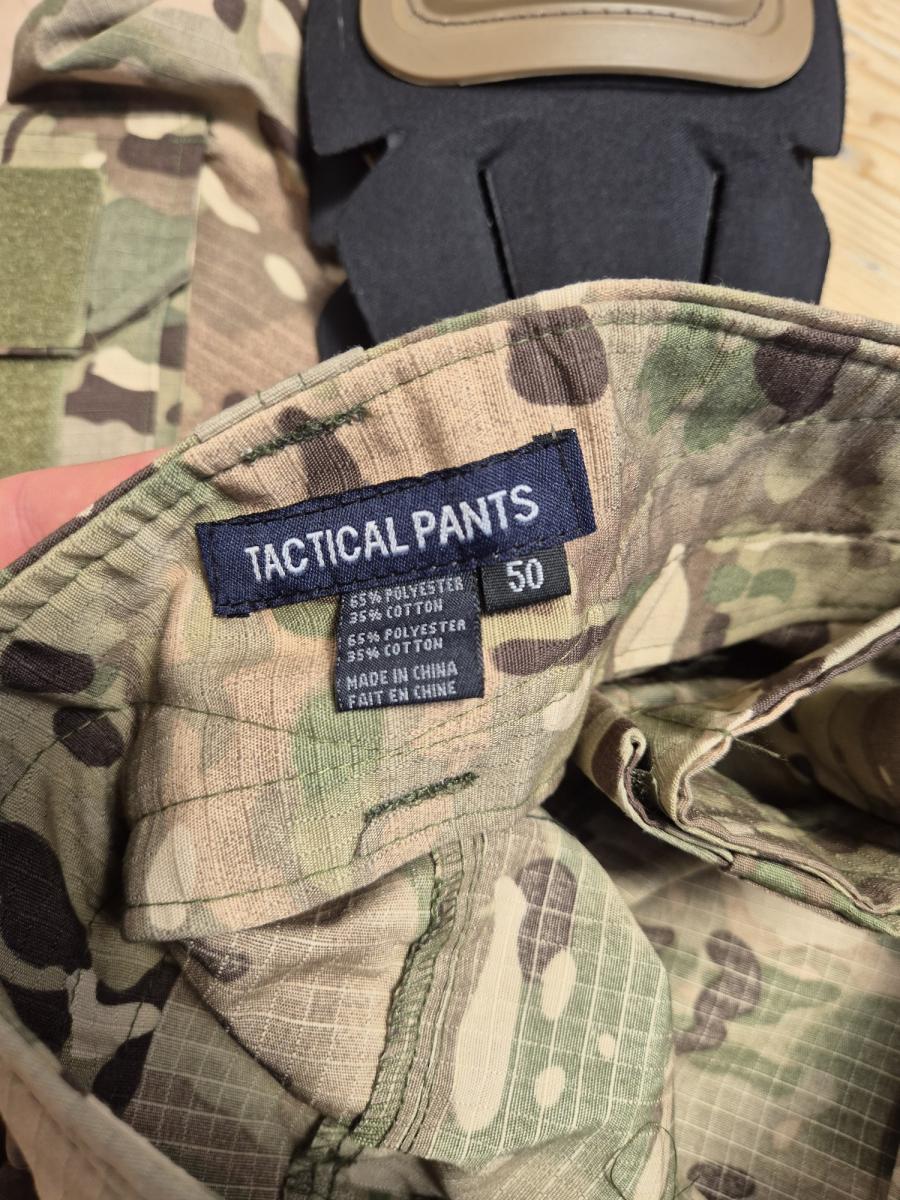 TACTICAL PANTS
50
65% POLYESTER
35% COTTON
65% POLYESTER
35% COTTON
MADE IN CHINA
FAIT EN CHINE